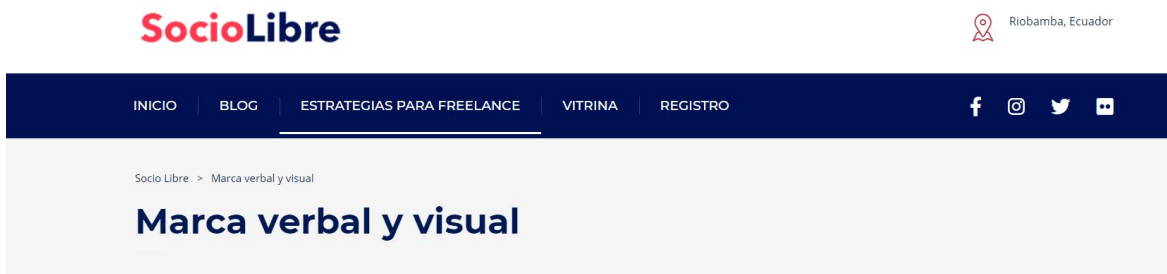 SocioLibre
Riobamba, Ecuador
INICIO BLOG ESTRATEGIAS PARA FREELANCE VITRINA REGISTRO
Socio Libre > Marca verbal y visual
Marca verbal y visual